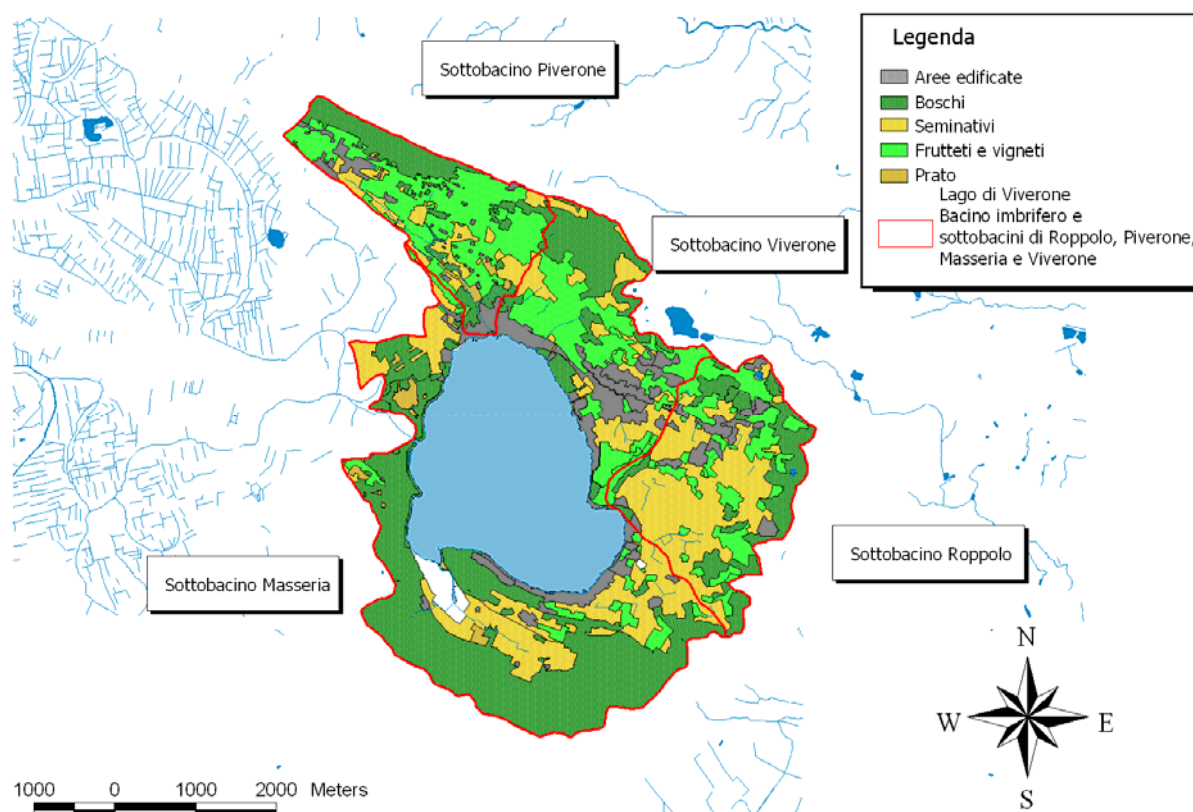 Sottobacino Piverone
Legenda
Aree edificate
Boschi
Seminativi
Frutteti e vigneti
Prato
Lago di Viverone
Bacino imbrifero e
sottobacini di Roppolo, Piverone,
Masseria e Viverone
Sottobacino Viverone
Sottobacino Roppolo
Sottobacino Masseria
N
W E
S
1000 0 1000 2000 Meters